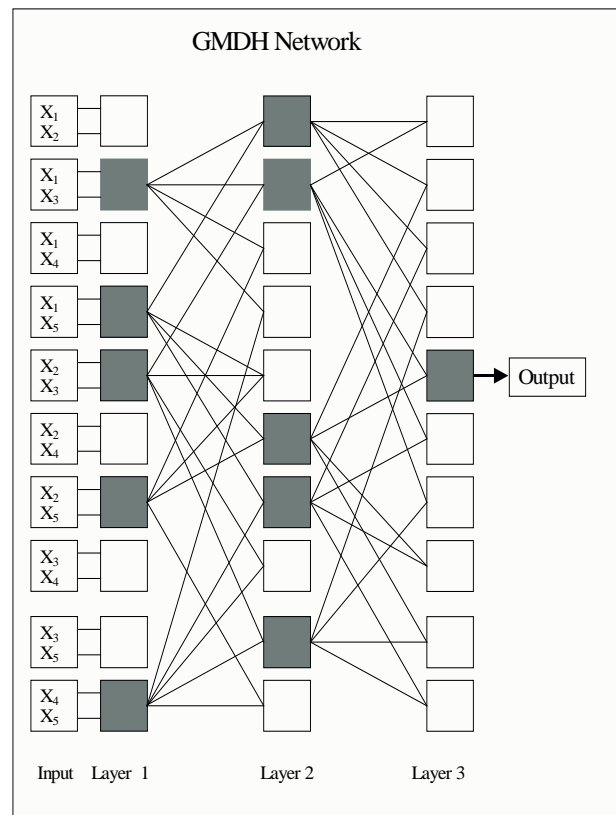 GMDH Network
X₁
X₂
X₁
X₃
X₁
X₄
X₁
X₅
X₂
X₃
Output
X₂
X₄
X₂
X₅
X₃
X₄
X₃
X₅
X₄
X₅
Input Layer 1 Layer 2 Layer 3